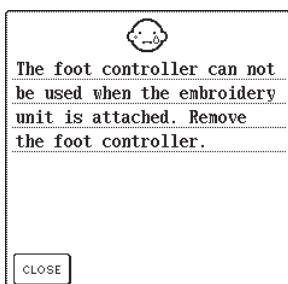 The foot controller can not
be used when the embroidery
unit is attached. Remove
the foot controller.
CLOSE